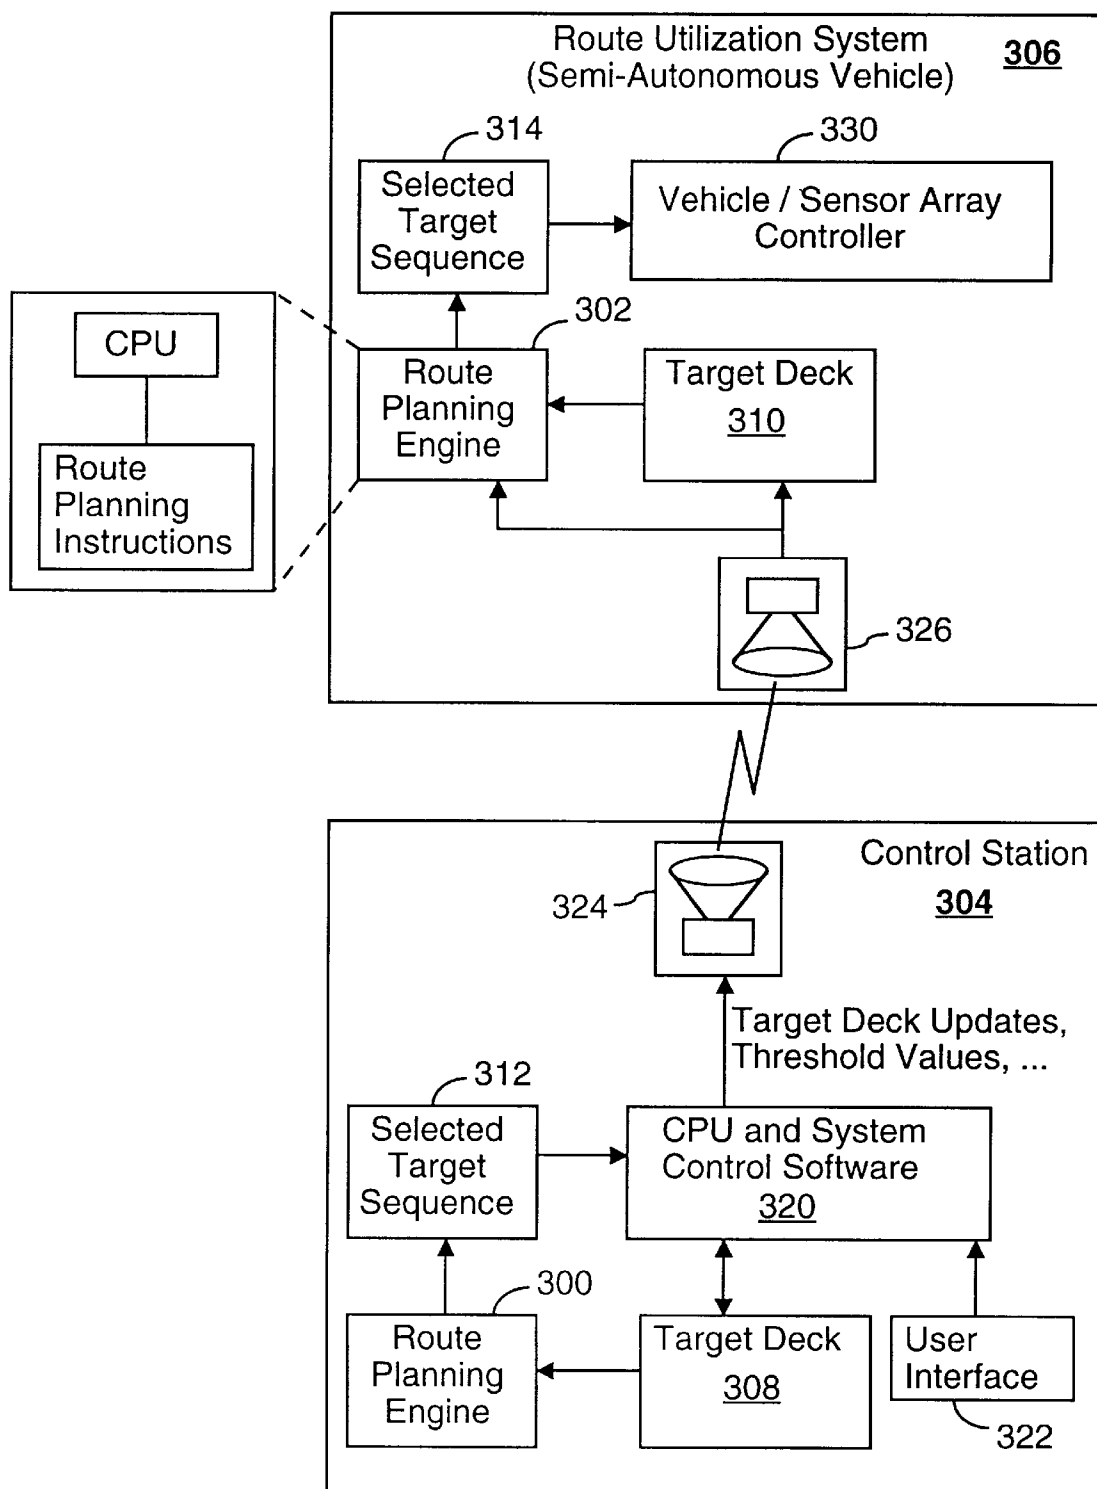 Route Utilization System
(Semi-Autonomous Vehicle)
306
314
330
Selected
Target
Sequence
Vehicle / Sensor Array
Controller
302
CPU
Route
Planning
Instructions
Route
Planning
Engine
Target Deck
310
326
Control Station
304
324
Target Deck Updates,
Threshold Values, ...
312
Selected
Target
Sequence
CPU and System
Control Software
320
300
Route
Planning
Engine
Target Deck
308
User
Interface
322